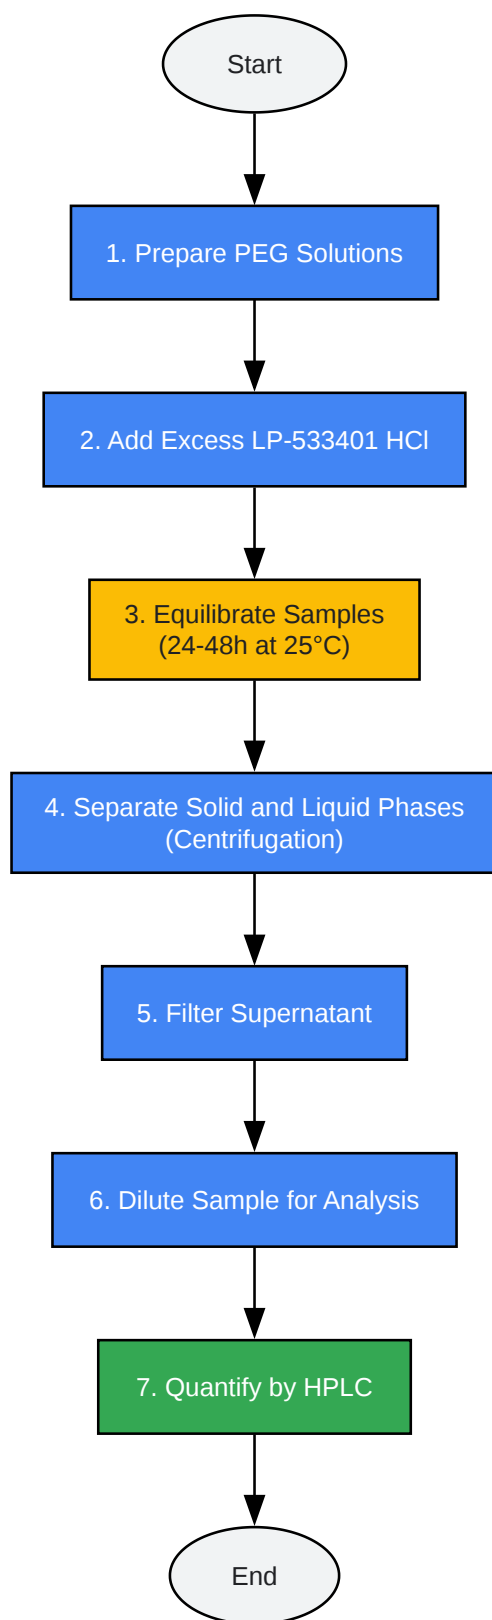 Start
1. Prepare PEG Solutions
2. Add Excess LP-533401 HCl
3. Equilibrate Samples
(24-48h at 25°C)
4. Separate Solid and Liquid Phases
(Centrifugation)
5. Filter Supernatant
6. Dilute Sample for Analysis
7. Quantify by HPLC
End